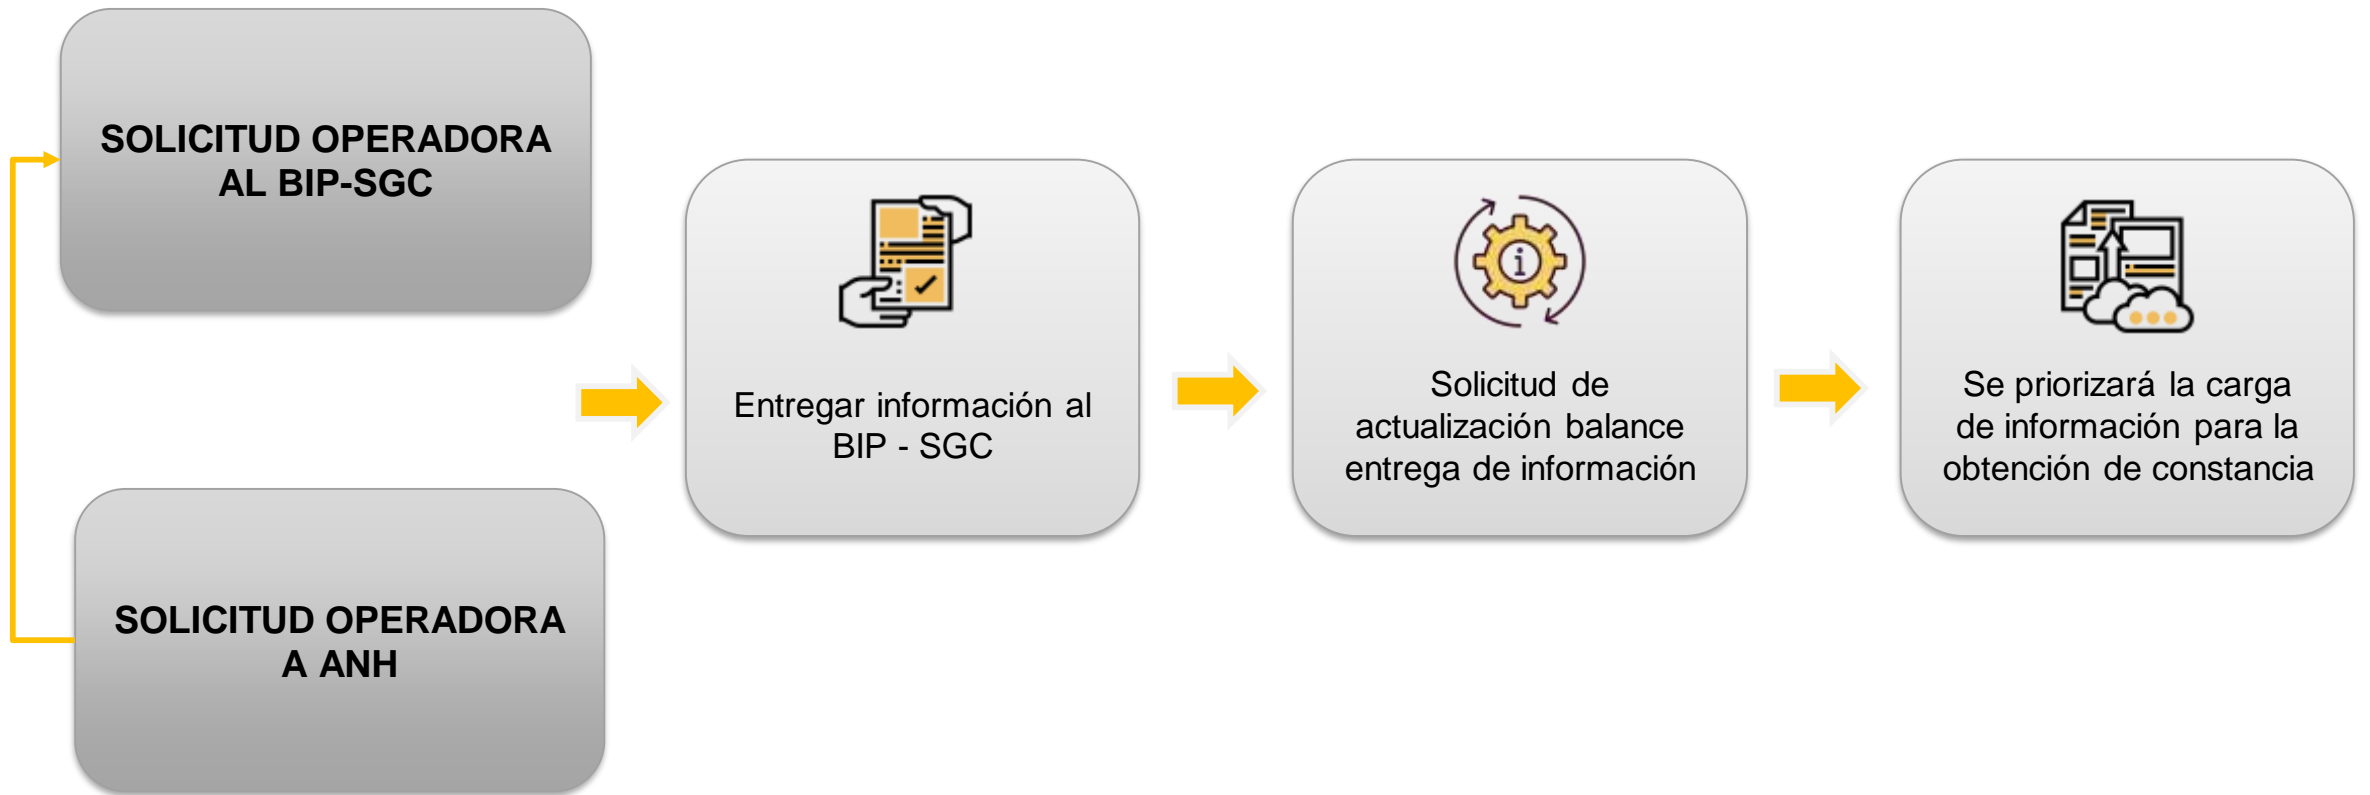 SOLICITUD OPERADORA
AL BIP-SGC
SOLICITUD OPERADORA
A ANH
Entregar información al
BIP - SGC
Solicitud de
actualización balance
entrega de información
Se priorizará la carga
de información para la
obtención de constancia